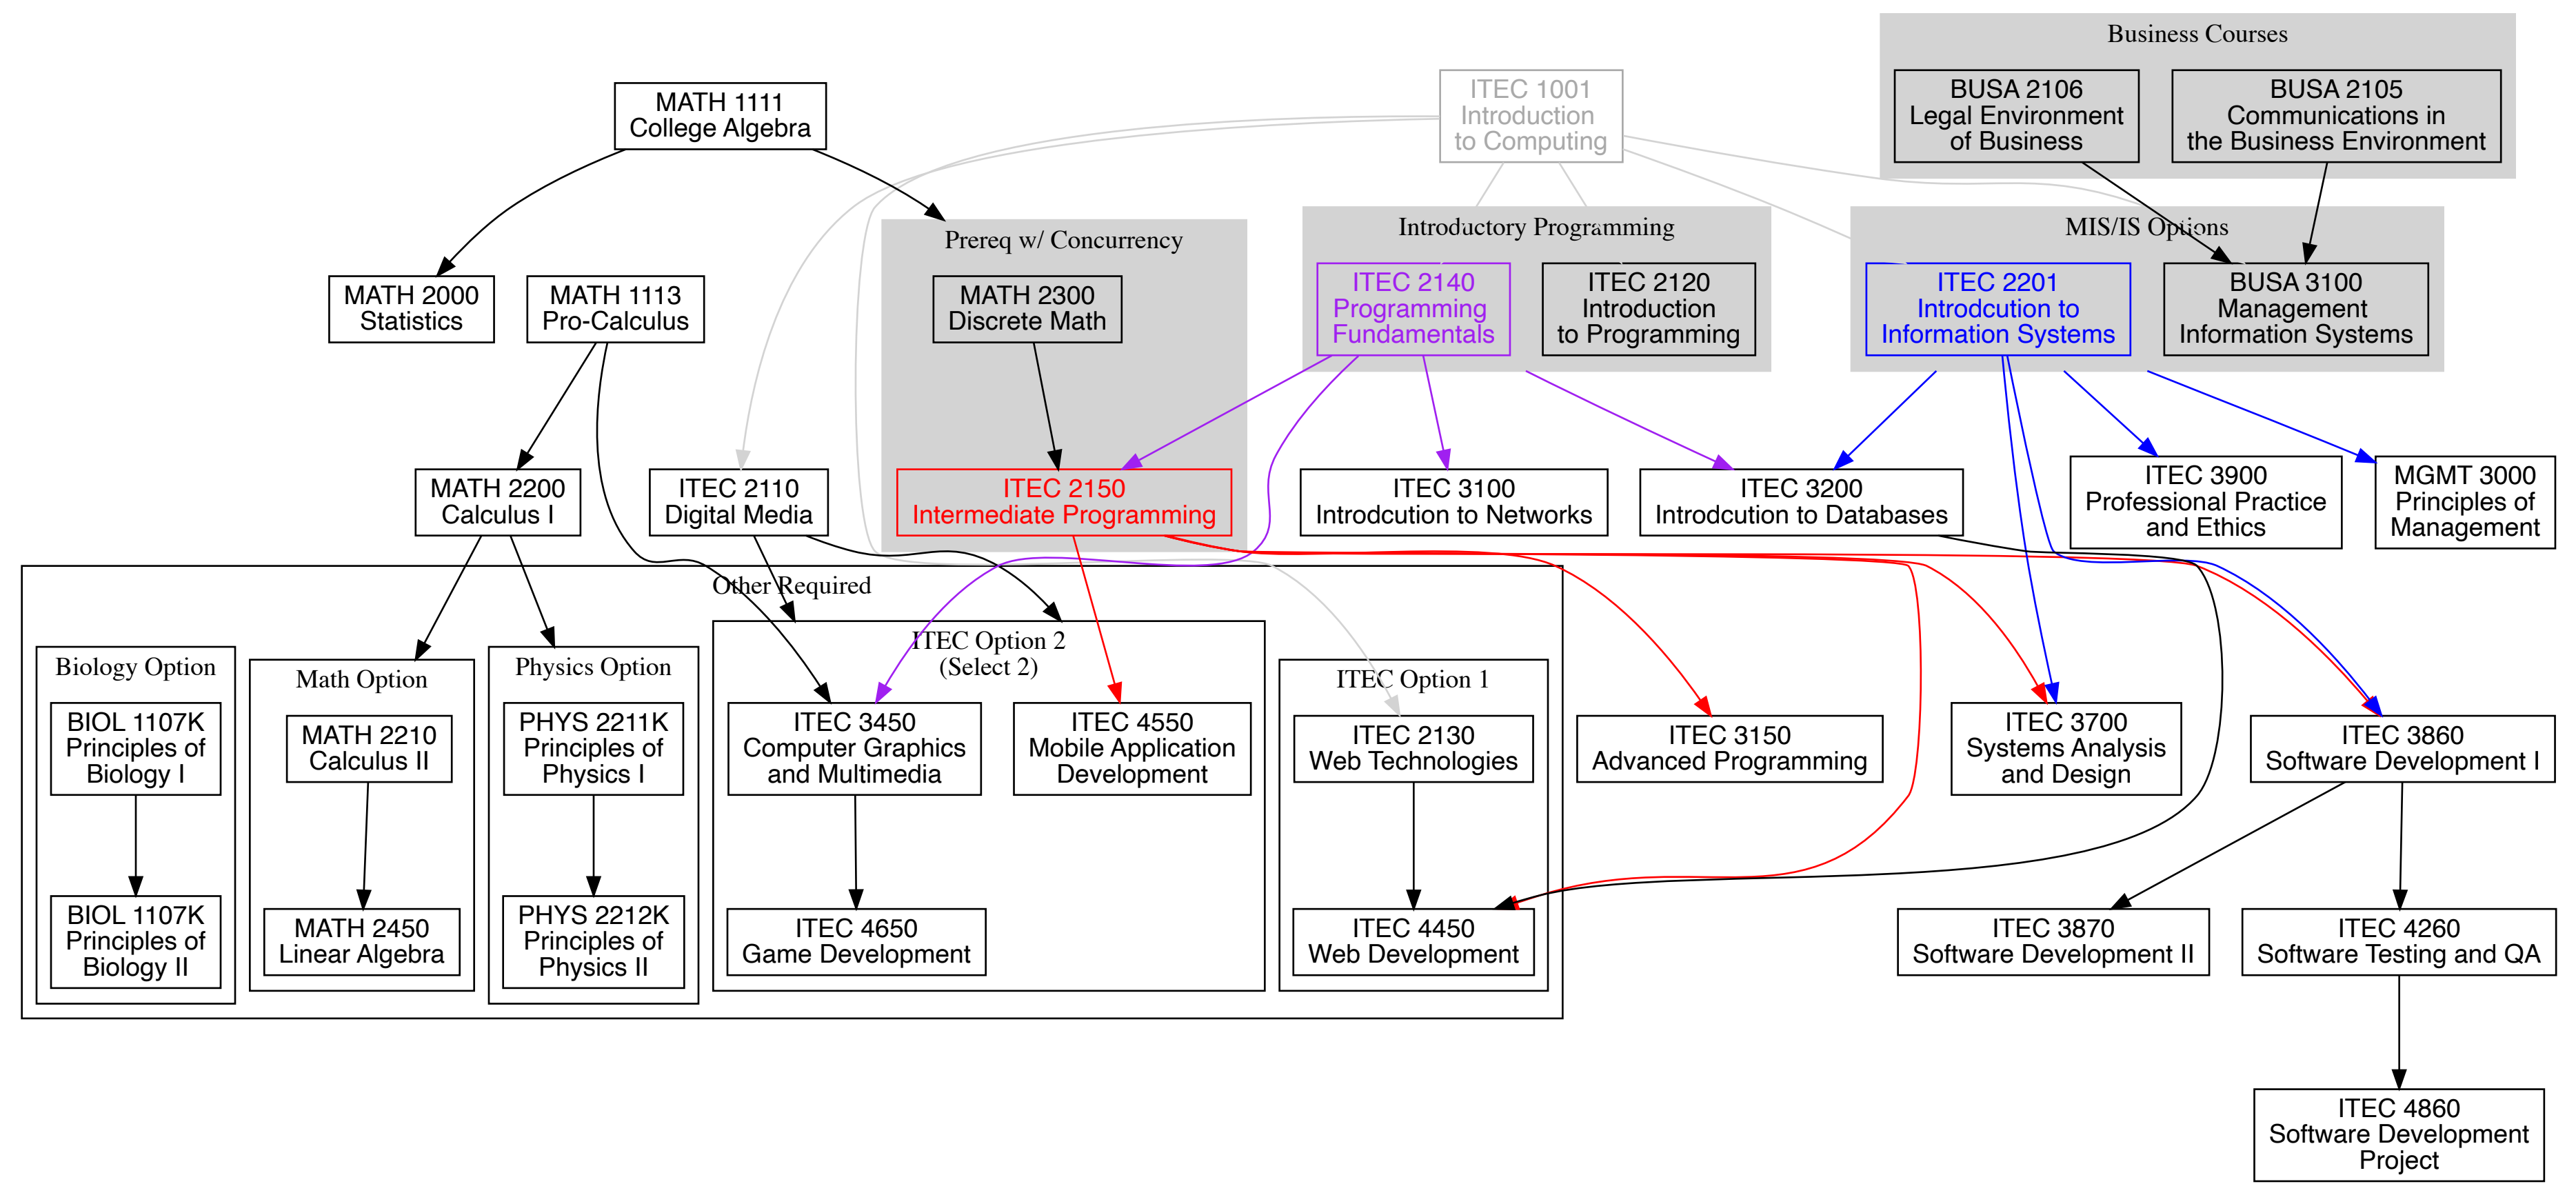 Business Courses
MATH 1111
College Algebra
ITEC 1001
Introduction
to Computing
BUSA 2106
Legal Environment
of Business
BUSA 2105
Communications in
the Business Environment
Prereq w/ Concurrency
Introductory Programming
MIS/IS Options
MATH 2000
Statistics
MATH 1113
Pro-Calculus
MATH 2300
Discrete Math
ITEC 2140
Programming
Fundamentals
ITEC 2120
Introduction
to Programming
ITEC 2201
Introdcution to
Information Systems
BUSA 3100
Management
Information Systems
MATH 2200
Calculus I
ITEC 2110
Digital Media
ITEC 2150
Intermediate Programming
ITEC 3100
Introdcution to Networks
ITEC 3200
Introdcution to Databases
ITEC 3900
Professional Practice
and Ethics
MGMT 3000
Principles of
Management
Other Required
Biology Option
Math Option
Physics Option
ITEC Option 2
(Select 2)
ITEC Option 1
BIOL 1107K
Principles of
Biology I
MATH 2210
Calculus II
PHYS 2211K
Principles of
Physics I
ITEC 3450
Computer Graphics
and Multimedia
ITEC 4550
Mobile Application
Development
ITEC 2130
Web Technologies
ITEC 3150
Advanced Programming
ITEC 3700
Systems Analysis
and Design
ITEC 3860
Software Development I
BIOL 1107K
Principles of
Biology II
MATH 2450
Linear Algebra
PHYS 2212K
Principles of
Physics II
ITEC 4650
Game Development
ITEC 4450
Web Development
ITEC 3870
Software Development II
ITEC 4260
Software Testing and QA
ITEC 4860
Software Development
Project